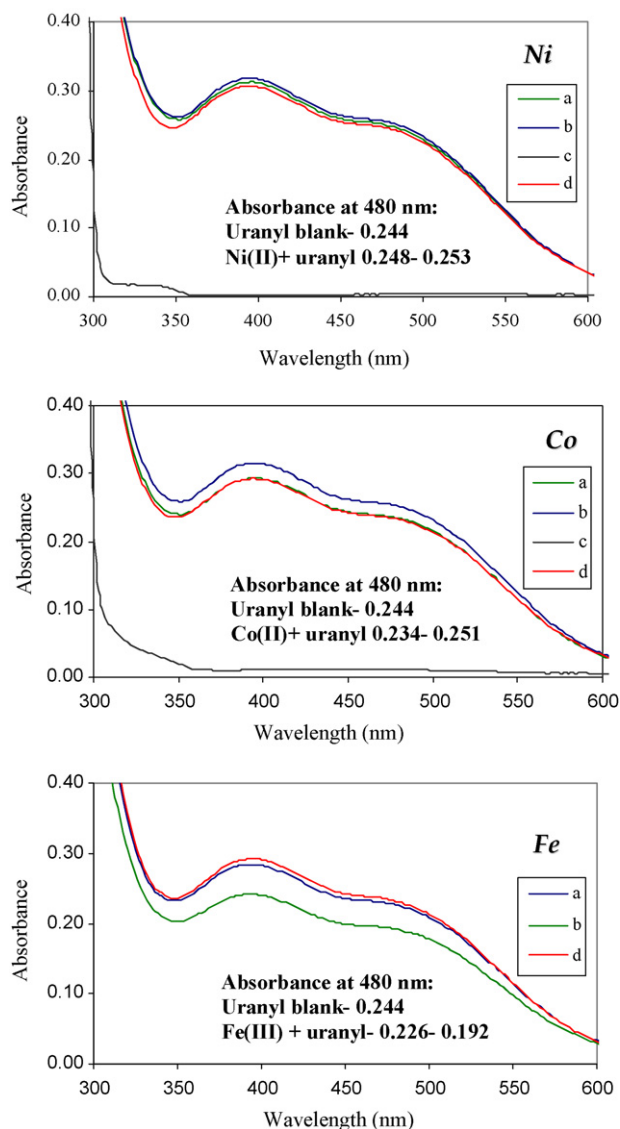 Ni
0.40
0.30
0.20
0.10
0.00
Absorbance
a
b
c
d
Absorbance at 480 nm:
Uranyl blank- 0.244
Ni(II)+ uranyl 0.248- 0.253
300 350 400 450 500 550 600
Wavelength (nm)
0.40
Co
0.30
0.20
0.10
0.00
Absorbance
a
b
c
d
Absorbance at 480 nm:
Uranyl blank- 0.244
Co(II)+ uranyl 0.234- 0.251
300 350 400 450 500 550 600
Wavelength (nm)
0.40
Fe
0.30
0.20
0.10
0.00
Absorbance
a
b
d
Absorbance at 480 nm:
Uranyl blank- 0.244
Fe(III) + uranyl- 0.226- 0.192
300 350 400 450 500 550 600
Wavelength (nm)